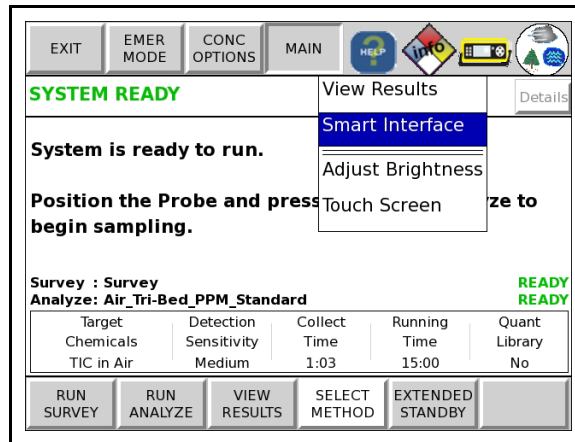 EXIT
EMER
MODE
CONC
OPTIONS
MAIN
HELP
info
SYSTEM READY
Details
View Results
Smart Interface
Adjust Brightness
Touch Screen
System is ready to run.
Position the Probe and press yze to
begin sampling.
Survey : Survey READY
Analyze: Air_Tri-Bed_PPM_Standard READY
Target Detection Collect Running Quant
Chemicals Sensitivity Time Time Library
TIC in Air Medium 1:03 15:00 No
RUN
SURVEY
RUN
ANALYZE
VIEW
RESULTS
SELECT
METHOD
EXTENDED
STANDBY